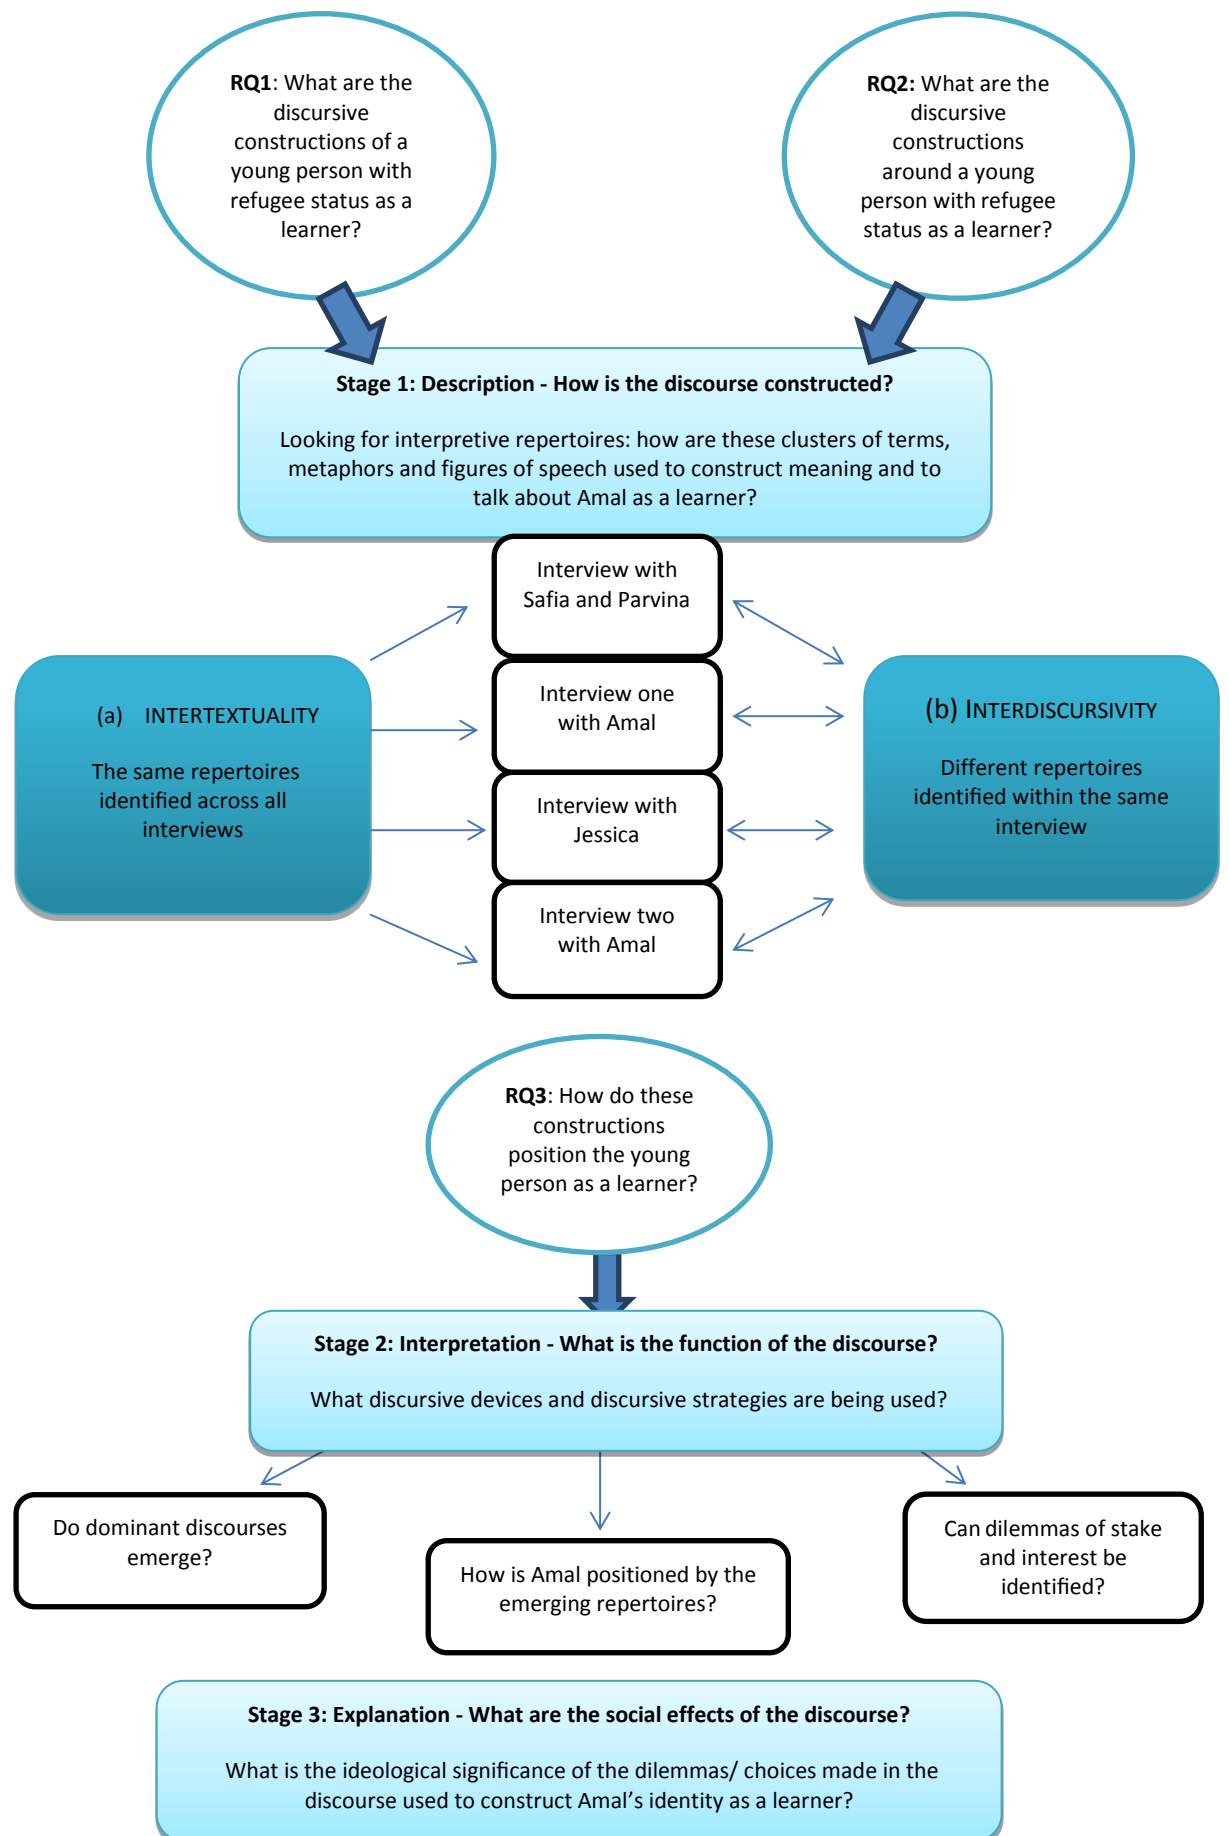 RQ1: What are the
discursive
constructions of a
young person with
refugee status as a
learner?
RQ2: What are the
discursive
constructions
around a young
person with refugee
status as a learner?
Stage 1: Description - How is the discourse constructed?
Looking for interpretive repertoires: how are these clusters of terms,
metaphors and figures of speech used to construct meaning and to
talk about Amal as a learner?
Interview with
Safia and Parvina
(a) INTERTEXTUALITY
The same repertoires
identified across all
interviews
Interview one
with Amal
Interview with
Jessica
Interview two
with Amal
(b) INTERDISCURSIVITY
Different repertoires
identified within the same
interview
RQ3: How do these
constructions
position the young
person as a learner?
Stage 2: Interpretation - What is the function of the discourse?
What discursive devices and discursive strategies are being used?
Do dominant discourses
emerge?
How is Amal positioned by the
emerging repertoires?
Can dilemmas of stake
and interest be
identified?
Stage 3: Explanation - What are the social effects of the discourse?
What is the ideological significance of the dilemmas/ choices made in the
discourse used to construct Amal’s identity as a learner?